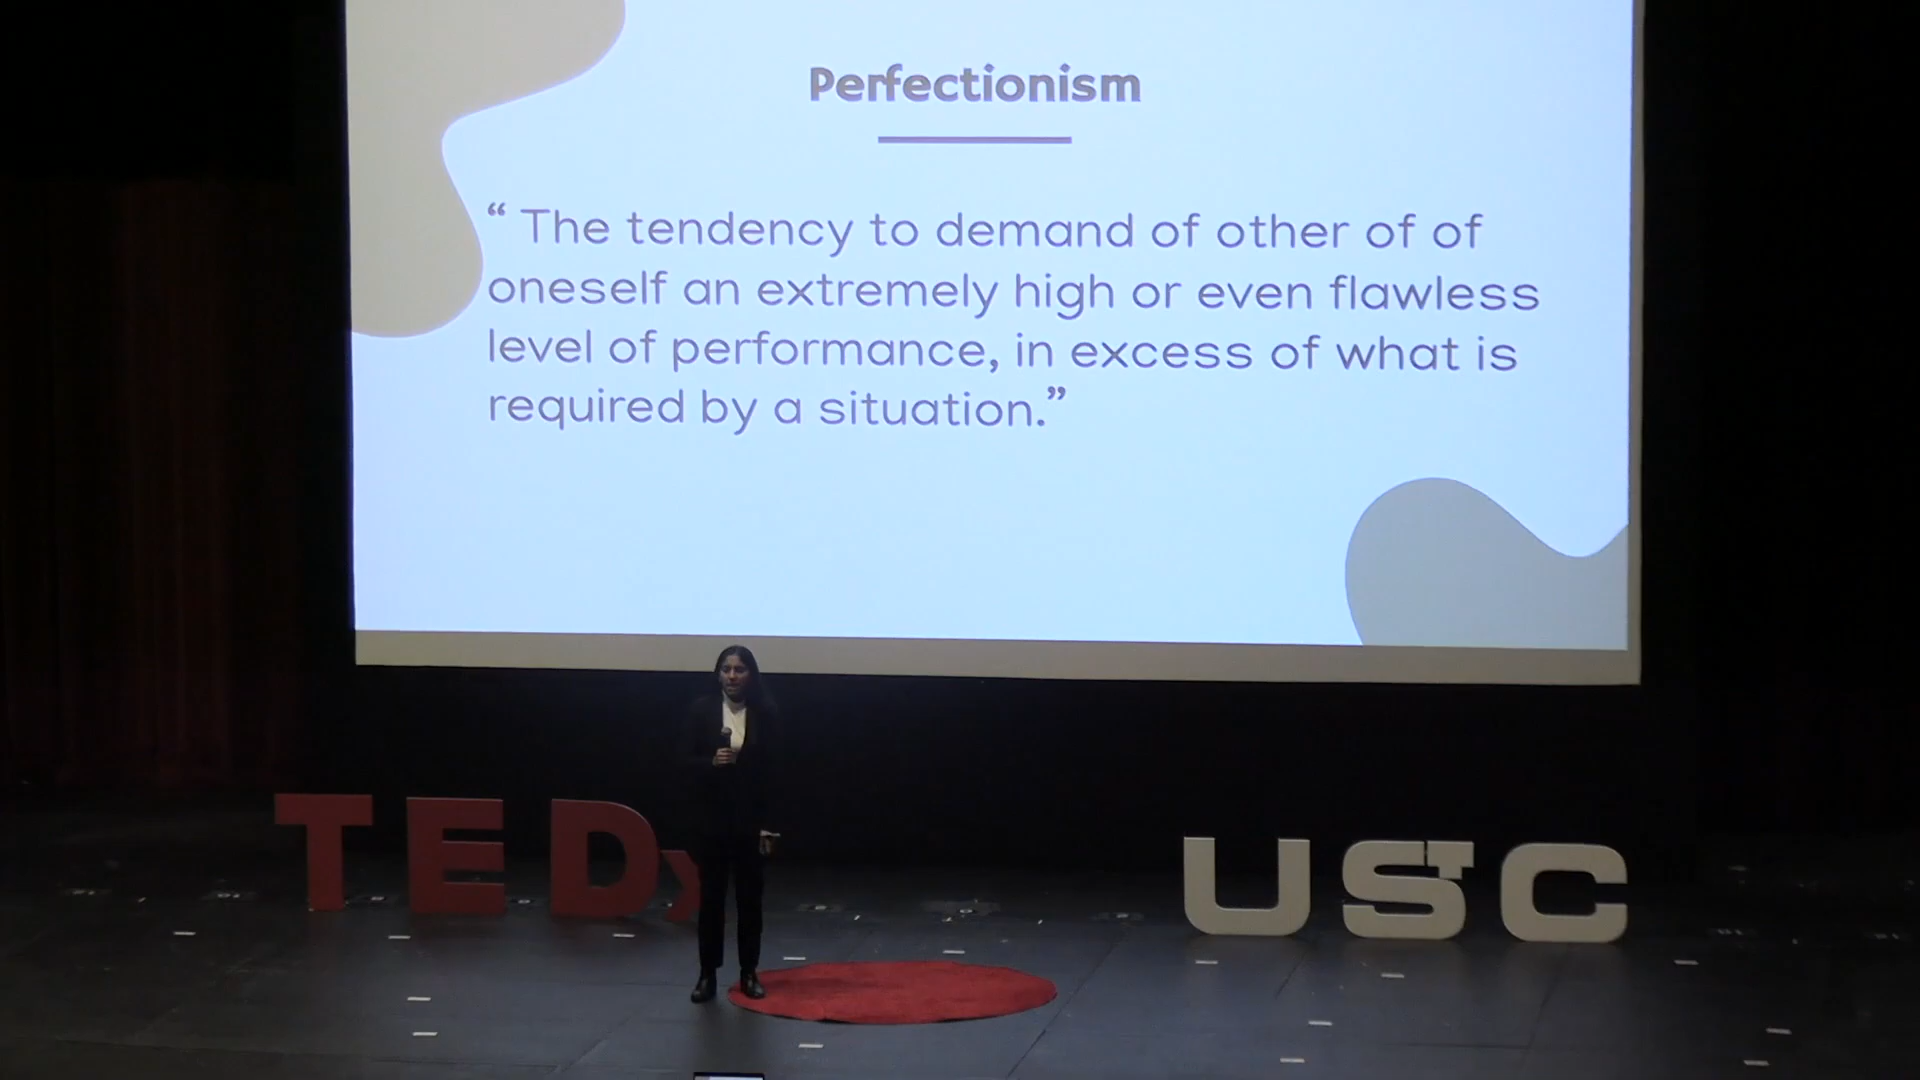 Perfectionism
“ The tendency to demand of other of of
oneself an extremely high or even flawless
level of performance, in excess of what is
required by a situation.”
TEDx USC